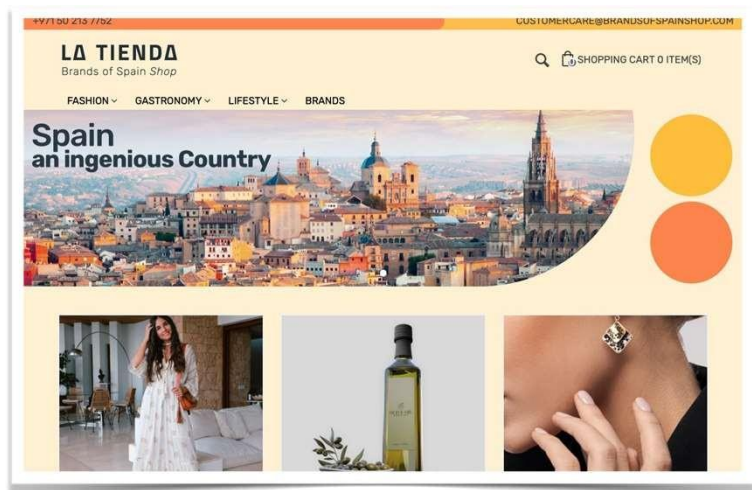 +971 50 213 7752
CUSTOMERCARE@BRANDSOFSPAINSHOP.COM
LA TIENDA
Brands of Spain Shop
SHOPPING CART 0 ITEM(S)
FASHION
GASTRONOMY
LIFESTYLE
BRANDS
Spain
an ingenious Country